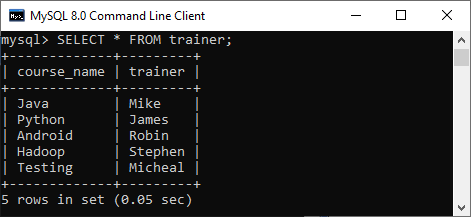 MySQL 8.0 Command Line Client
mysql> SELECT * FROM trainer;
+-------------+---------+
| course_name | trainer |
+-------------+---------+
| Java        | Mike    |
| Python      | James   |
| Android     | Robin   |
| Hadoop      | Stephen |
| Testing     | Micheal |
+-------------+---------+
5 rows in set (0.05 sec)